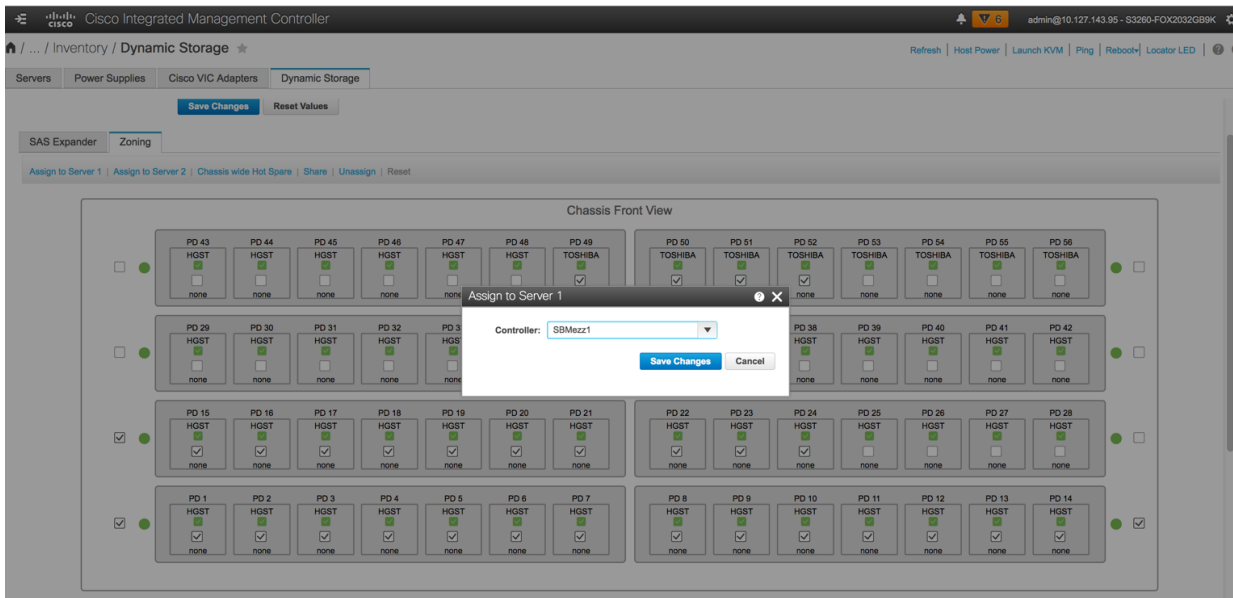 cisco Cisco Integrated Management Controller 6 admin@10.127.143.95 - S3260-FOX2032GB9K
/ ... / Inventory / Dynamic Storage Refresh | Host Power | Launch KVM | Ping | Reboot | Locator LED |
Servers Power Supplies Cisco VIC Adapters Dynamic Storage
Save Changes Reset Values
SAS Expander Zoning
Assign to Server 1 | Assign to Server 2 | Chassis wide Hot Spare | Share | Unassign | Reset
Chassis Front View
PD 43 PD 44 PD 45 PD 46 PD 47 PD 48 PD 49 PD 50 PD 51 PD 52 PD 53 PD 54 PD 55 PD 56
HGST HGST HGST HGST HGST HGST TOSHIBA TOSHIBA TOSHIBA TOSHIBA TOSHIBA TOSHIBA TOSHIBA TOSHIBA
none none none none none none none none none none
Assign to Server 1
Controller: SBMezz1
Save Changes Cancel
PD 29 PD 30 PD 31 PD 32 PD 38 PD 39 PD 40 PD 41 PD 42
HGST HGST HGST HGST HGST HGST HGST HGST HGST
none none none none none none none none none none
PD 15 PD 16 PD 17 PD 18 PD 19 PD 20 PD 21 PD 22 PD 23 PD 24 PD 25 PD 26 PD 27 PD 28
HGST HGST HGST HGST HGST HGST HGST HGST HGST HGST HGST HGST HGST HGST
none none none none none none none none none none none none none none
PD 1 PD 2 PD 3 PD 4 PD 5 PD 6 PD 7 PD 8 PD 9 PD 10 PD 11 PD 12 PD 13 PD 14
HGST HGST HGST HGST HGST HGST HGST HGST HGST HGST HGST HGST HGST HGST
none none none none none none none none none none none none none none